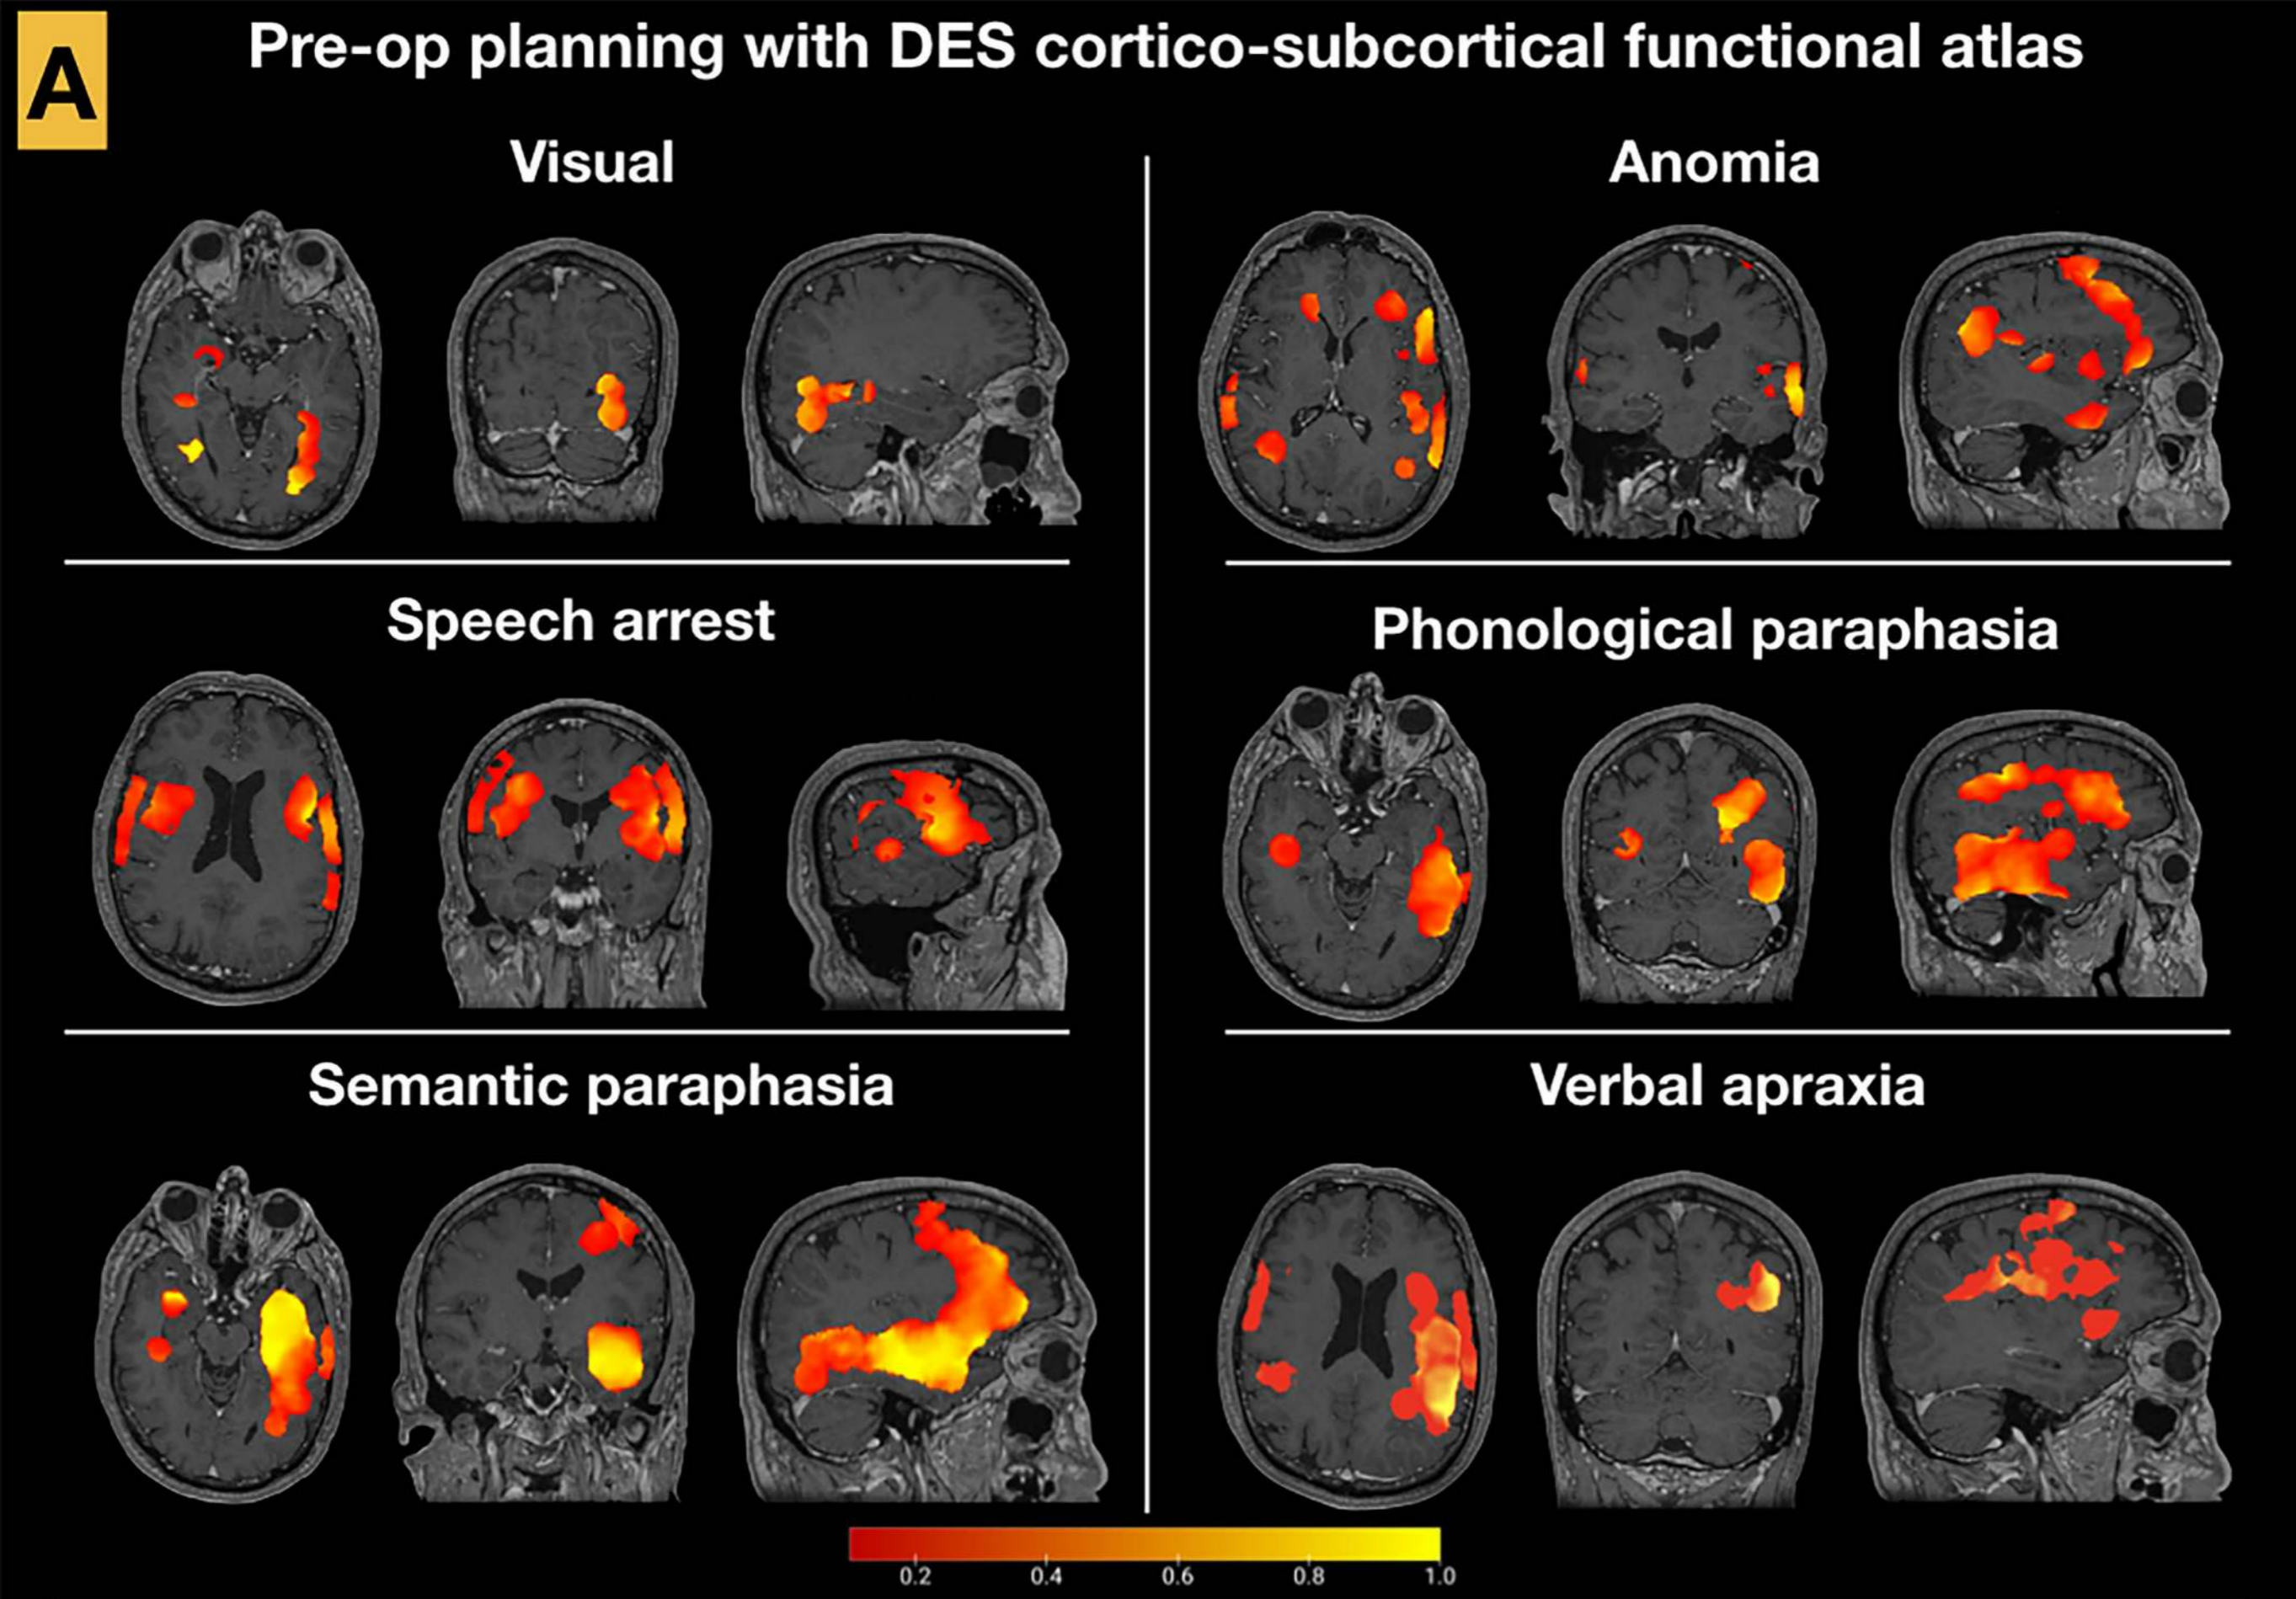 A
Pre-op planning with DES cortico-subcortical functional atlas
Visual
Anomia
Speech arrest
Phonological paraphasia
Semantic paraphasia
Verbal apraxia
0.2 0.4 0.6 0.8 1.0